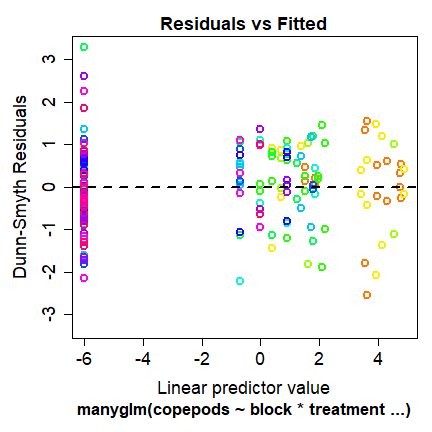 Residuals vs Fitted
Dunn-Smyth Residuals
3
2
1
0
-1
-2
-3
-6 -4 -2 0 2 4
Linear predictor value
manyglm(copepods ~ block * treatment ...)